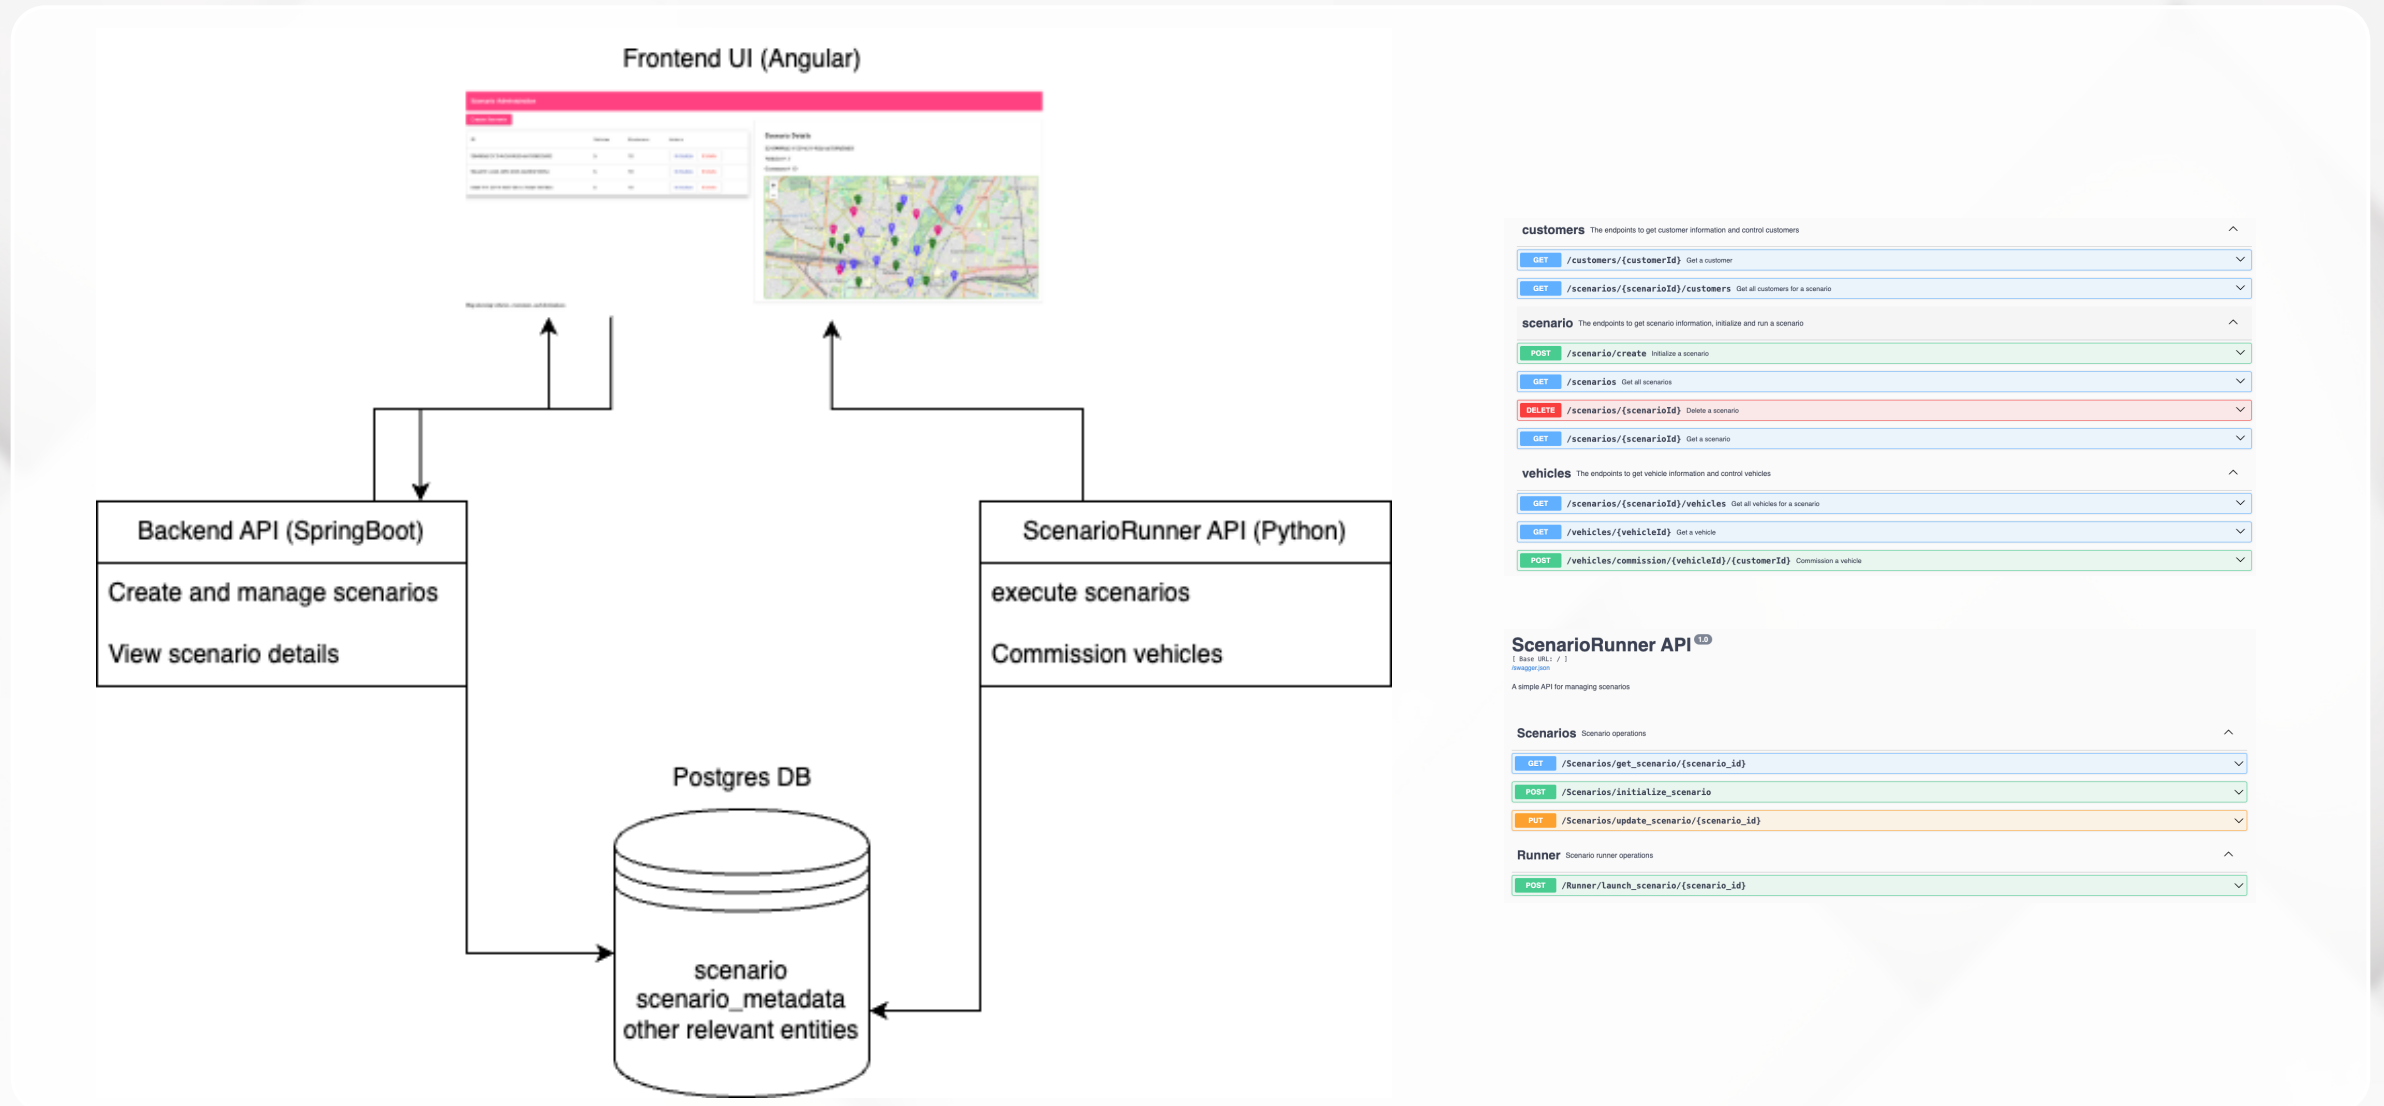 Frontend UI (Angular)
Scenario Administration
Create Scenario
Scenario Details
Backend API (SpringBoot)
Create and manage scenarios
View scenario details
ScenarioRunner API (Python)
execute scenarios
Commission vehicles
Postgres DB
scenario
scenario_metadata
other relevant entities
customers The endpoints to get customer information and control customers
GET /customers/{customerId} Get a customer
GET /scenarios/{scenarioId}/customers Get all customers for a scenario
scenario The endpoints to get scenario information, initialize and run a scenario
POST /scenario/create Initialize a scenario
GET /scenarios Get all scenarios
DELETE /scenarios/{scenarioId} Delete a scenario
GET /scenarios/{scenarioId} Get a scenario
vehicles The endpoints to get vehicle information and control vehicles
GET /scenarios/{scenarioId}/vehicles Get all vehicles for a scenario
GET /vehicles/{vehicleId} Get a vehicle
POST /vehicles/commission/{vehicleId}/{customerId} Commission a vehicle
ScenarioRunner API 1.0
[ Base URL: / ]
/swagger.json
A simple API for managing scenarios
Scenarios Scenario operations
GET /Scenarios/get_scenario/{scenario_id}
POST /Scenarios/initialize_scenario
PUT /Scenarios/update_scenario/{scenario_id}
Runner Scenario runner operations
POST /Runner/launch_scenario/{scenario_id}